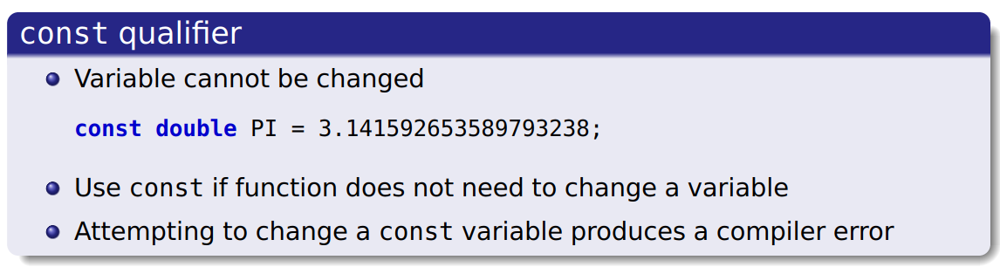 const qualifier
Variable cannot be changed
const double PI = 3.141592653589793238;
Use const if function does not need to change a variable
Attempting to change a const variable produces a compiler error